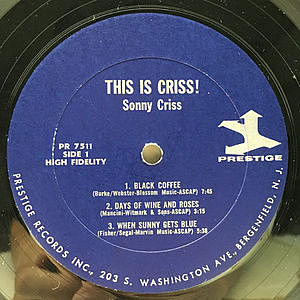 THIS IS CRISS!
Sonny Criss
PR 7511
SIDE 1
HIGH FIDELITY
PRESTIGE
1. BLACK COFFEE
(Burke/Webster-Blossom Music-ASCAP) 7:45
2. DAYS OF WINE AND ROSES
(Mancini-Witmark & Sons-ASCAP) 3:15
3. WHEN SUNNY GETS BLUE
(Fisher/Segal-Marvin Music-ASCAP) 5:38
PRESTIGE RECORDS INC., 203 S. WASHINGTON AVE., BERGENFIELD, N. J.